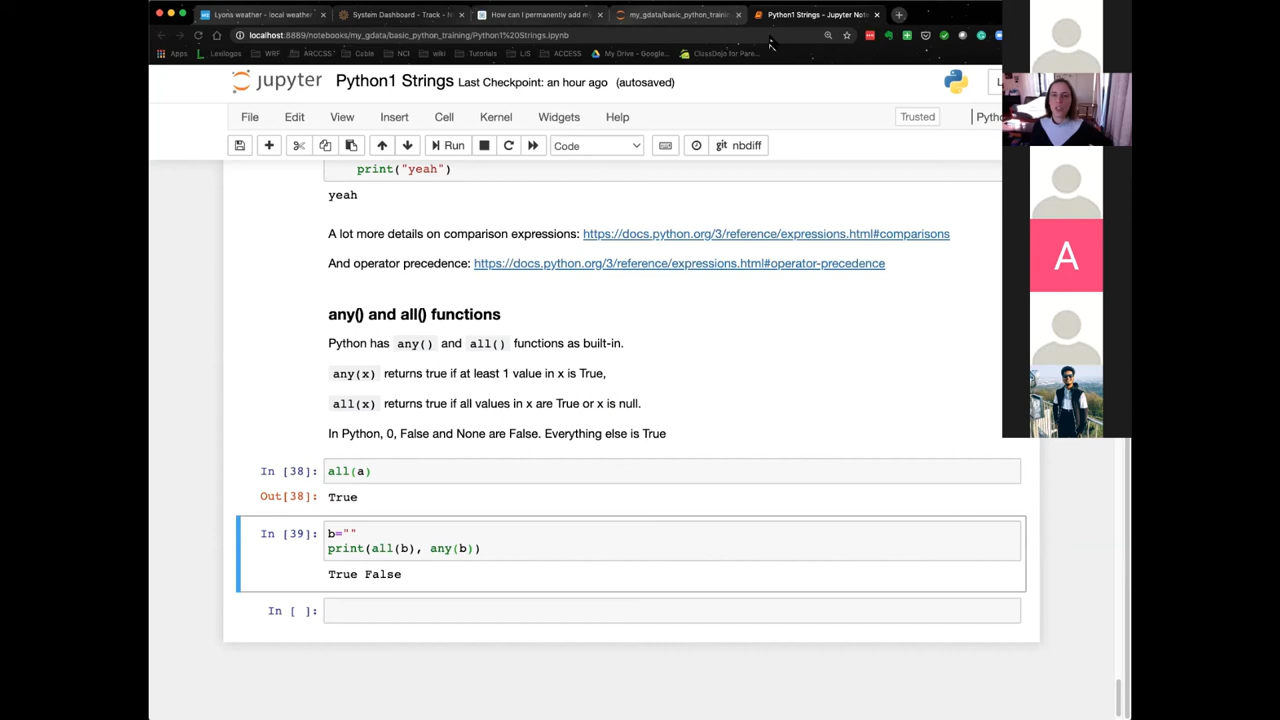 Lyons weather - local weather
System Dashboard - Track - N
How can I permanently add my
my_gdata/basic_python_training
Python1 Strings - Jupyter Note
localhost:8889/notebooks/my_gdata/basic_python_training/Python1%20Strings.ipynb
Apps
Lexilogos
WRF
ARCCSS
Cake
NCI
wiki
Tutorials
LIS
ACCESS
My Drive - Google...
ClassDojo for Pare...
jupyter Python1 Strings Last Checkpoint: an hour ago (autosaved)
File Edit View Insert Cell Kernel Widgets Help Trusted
Run Code git nbdiff
print("yeah")
yeah
A lot more details on comparison expressions: https://docs.python.org/3/reference/expressions.html#comparisons
And operator precedence: https://docs.python.org/3/reference/expressions.html#operator-precedence
any() and all() functions
Python has any() and all() functions as built-in.
any(x) returns true if at least 1 value in x is True,
all(x) returns true if all values in x are True or x is null.
In Python, 0, False and None are False. Everything else is True
In [38]: all(a)
Out[38]: True
In [39]: b=""
print(all(b), any(b))
True False
In [ ]:
A